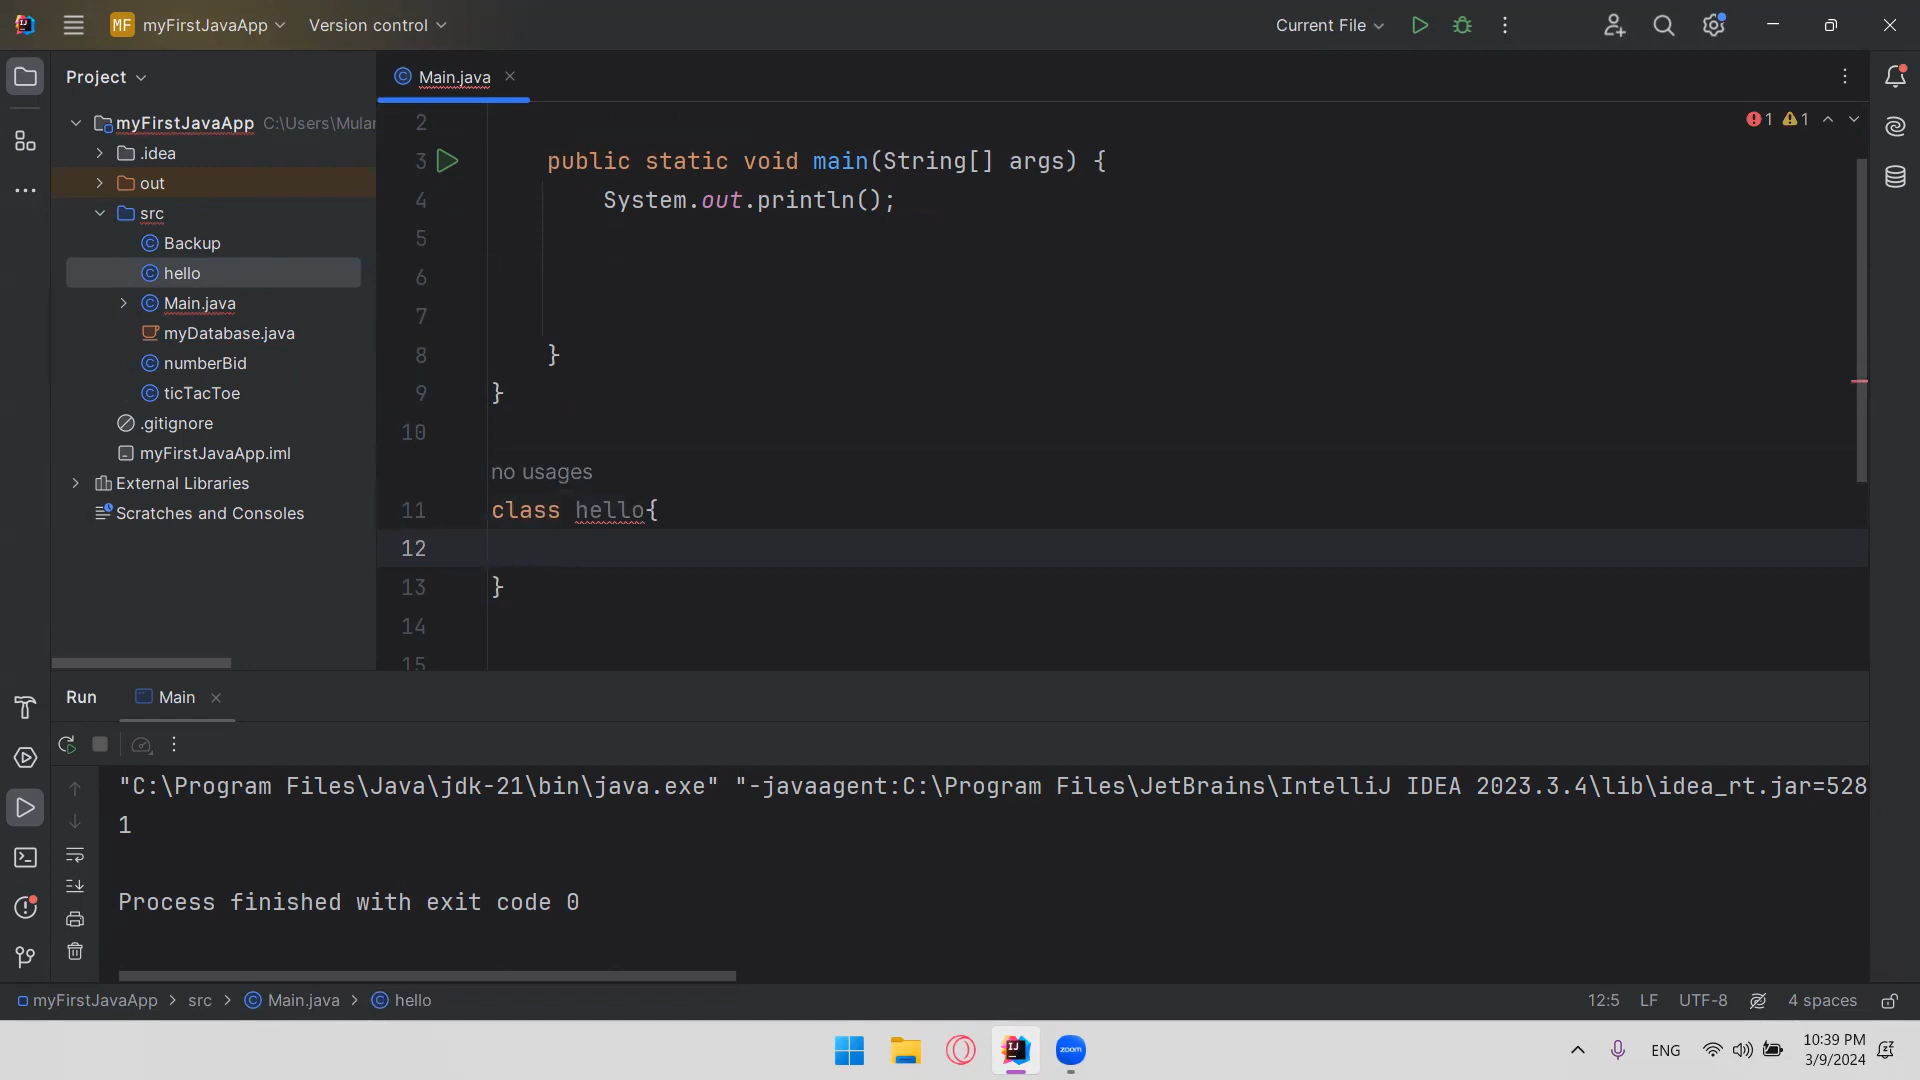 MF myFirstJavaApp Version control Current File
Project
Main.java
myFirstJavaApp C:\Users\Mular
.idea
out
src
Backup
hello
Main.java
myDatabase.java
numberBid
ticTacToe
.gitignore
myFirstJavaApp.iml
External Libraries
Scratches and Consoles
1 1
2
3 public static void main(String[] args) {
4 System.out.println();
5
6
7
8 }
9 }
10
no usages
11 class hello{
12
13 }
14
15
Run Main
"C:\Program Files\Java\jdk-21\bin\java.exe" "-javaagent:C:\Program Files\JetBrains\IntelliJ IDEA 2023.3.4\lib\idea_rt.jar=528
1
Process finished with exit code 0
myFirstJavaApp > src > Main.java > hello
12:5 LF UTF-8 4 spaces
IJ zoom
ENG
10:39 PM
3/9/2024